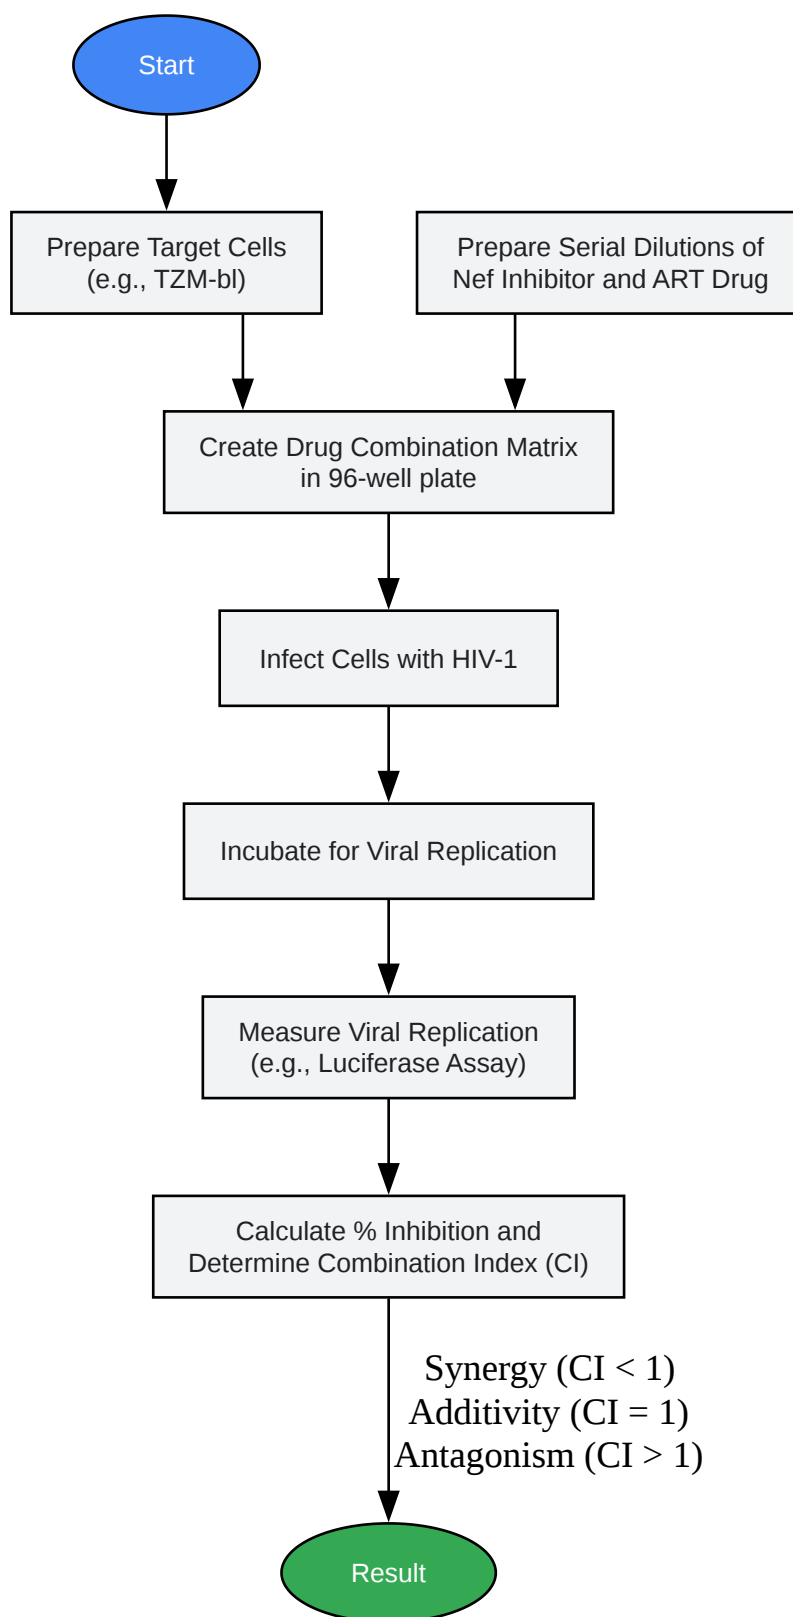 Start
Prepare Target Cells
(e.g., TZM-bl)
Prepare Serial Dilutions of
Nef Inhibitor and ART Drug
Create Drug Combination Matrix
in 96-well plate
Infect Cells with HIV-1
Incubate for Viral Replication
Measure Viral Replication
(e.g., Luciferase Assay)
Calculate % Inhibition and
Determine Combination Index (CI)
Synergy (CI < 1)
Additivity (CI = 1)
Antagonism (CI > 1)
Result